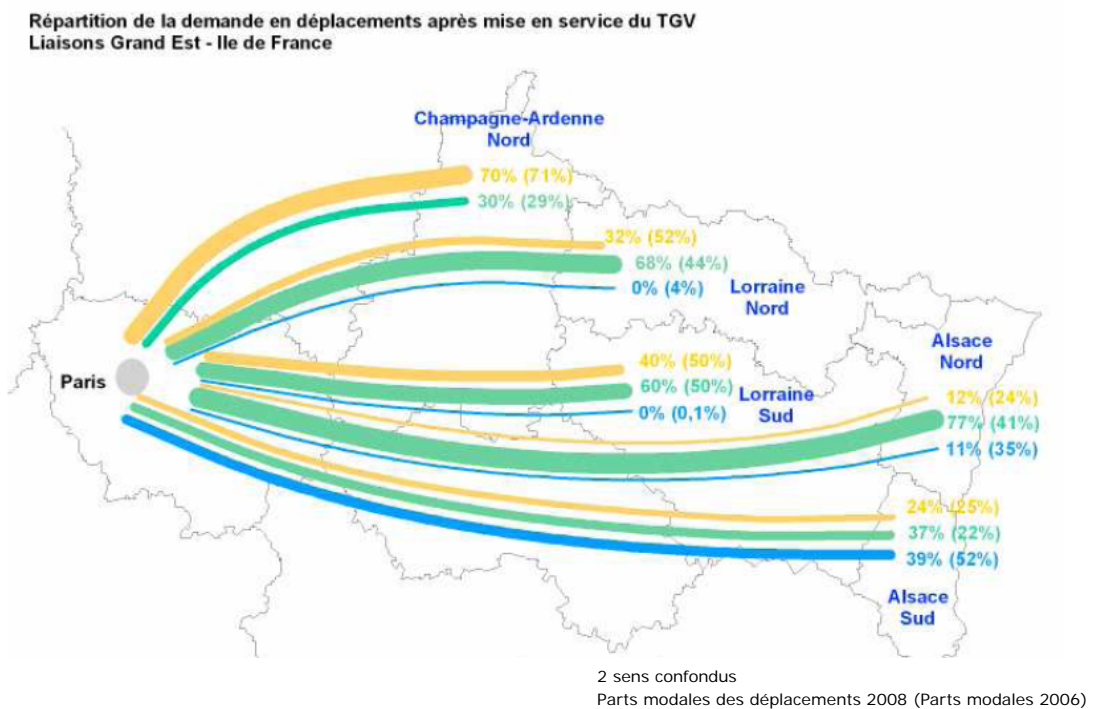 Répartition de la demande en déplacements après mise en service du TGV
Liaisons Grand Est - Ile de France
Champagne-Ardenne
Nord
70% (71%)
30% (29%)
32% (52%)
68% (44%)
0% (4%)
Lorraine
Nord
Alsace
Nord
Paris
40% (50%)
60% (50%)
0% (0,1%)
Lorraine
Sud
12% (24%)
77% (41%)
11% (35%)
24% (25%)
37% (22%)
39% (52%)
Alsace
Sud
2 sens confondus
Parts modales des déplacements 2008 (Parts modales 2006)